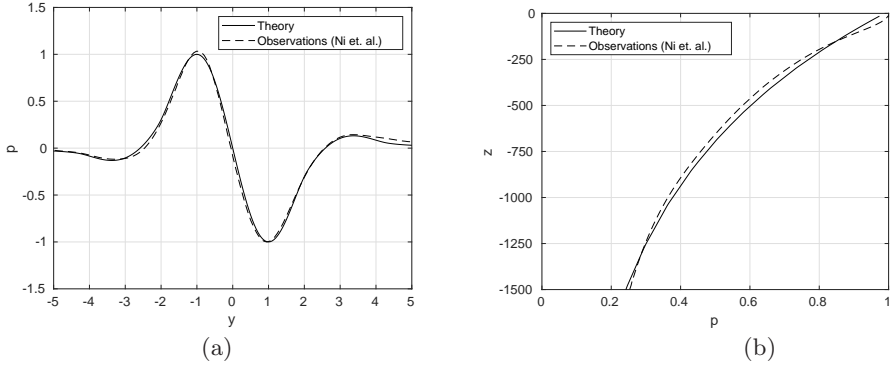 1.5
1
0.5
0
-0.5
-1
-1.5
p
-5 -4 -3 -2 -1 0 1 2 3 4 5
y
Theory
Observations (Ni et. al.)
(a)
0
-250
-500
-750
-1000
-1250
-1500
z
0 0.2 0.4 0.6 0.8 1
p
Theory
Observations (Ni et. al.)
(b)